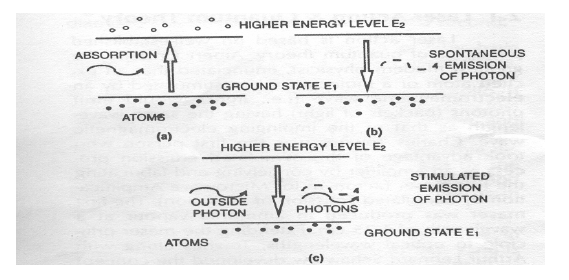 HIGHER ENERGY LEVEL E2
ABSORPTION
SPONTANEOUS
EMISSION
OF PHOTON
GROUND STATE E1
ATOMS
(a)
(b)
HIGHER ENERGY LEVEL E2
OUTSIDE
PHOTON
PHOTONS
STIMULATED
EMISSION
OF PHOTON
GROUND STATE E1
ATOMS
(c)